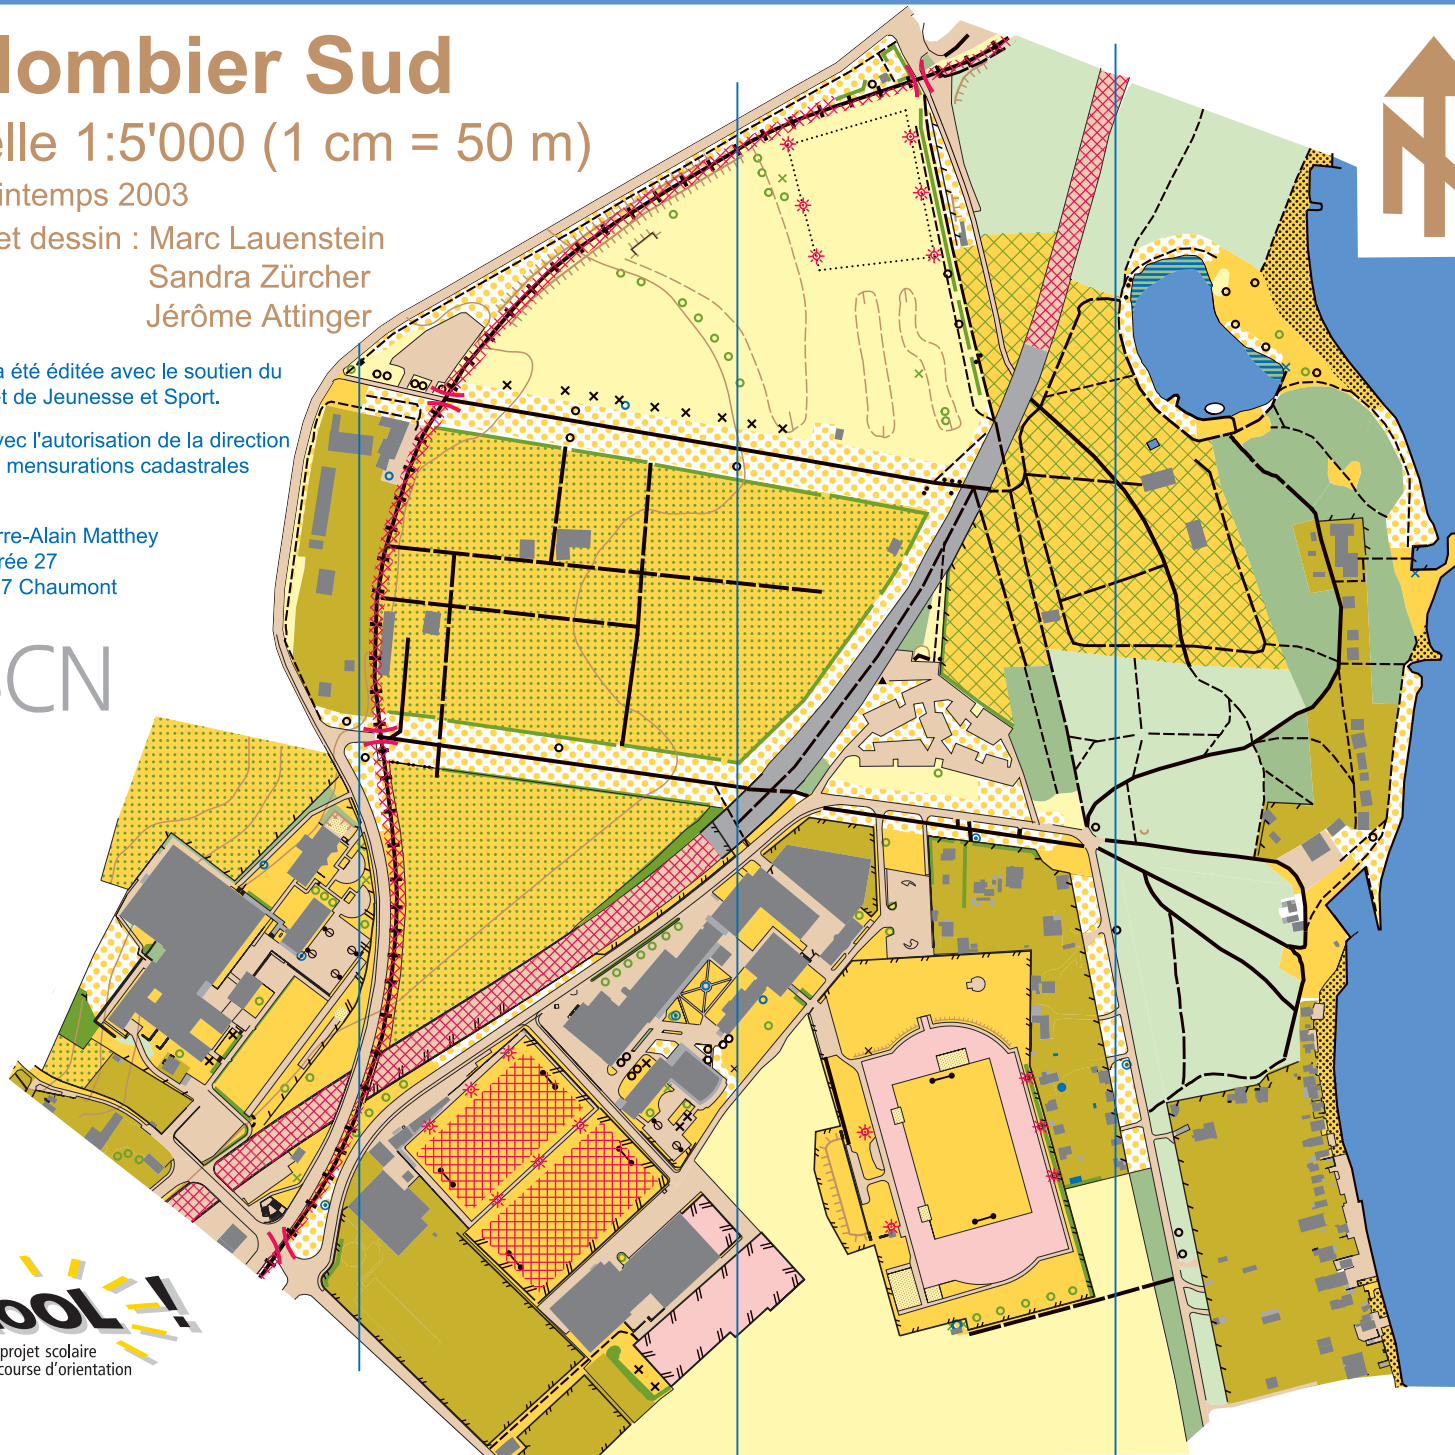 lombier Sud
elle 1:5'000 (1 cm = 50 m)
intemps 2003
et dessin : Marc Lauenstein
Sandra Zürcher
Jérôme Attinger
a été éditée avec le soutien du
et de Jeunesse et Sport.
vec l'autorisation de la direction
mensurations cadastrales
rre-Alain Matthey
rée 27
7 Chaumont
CN
OOL !
projet scolaire
course d'orientation
N